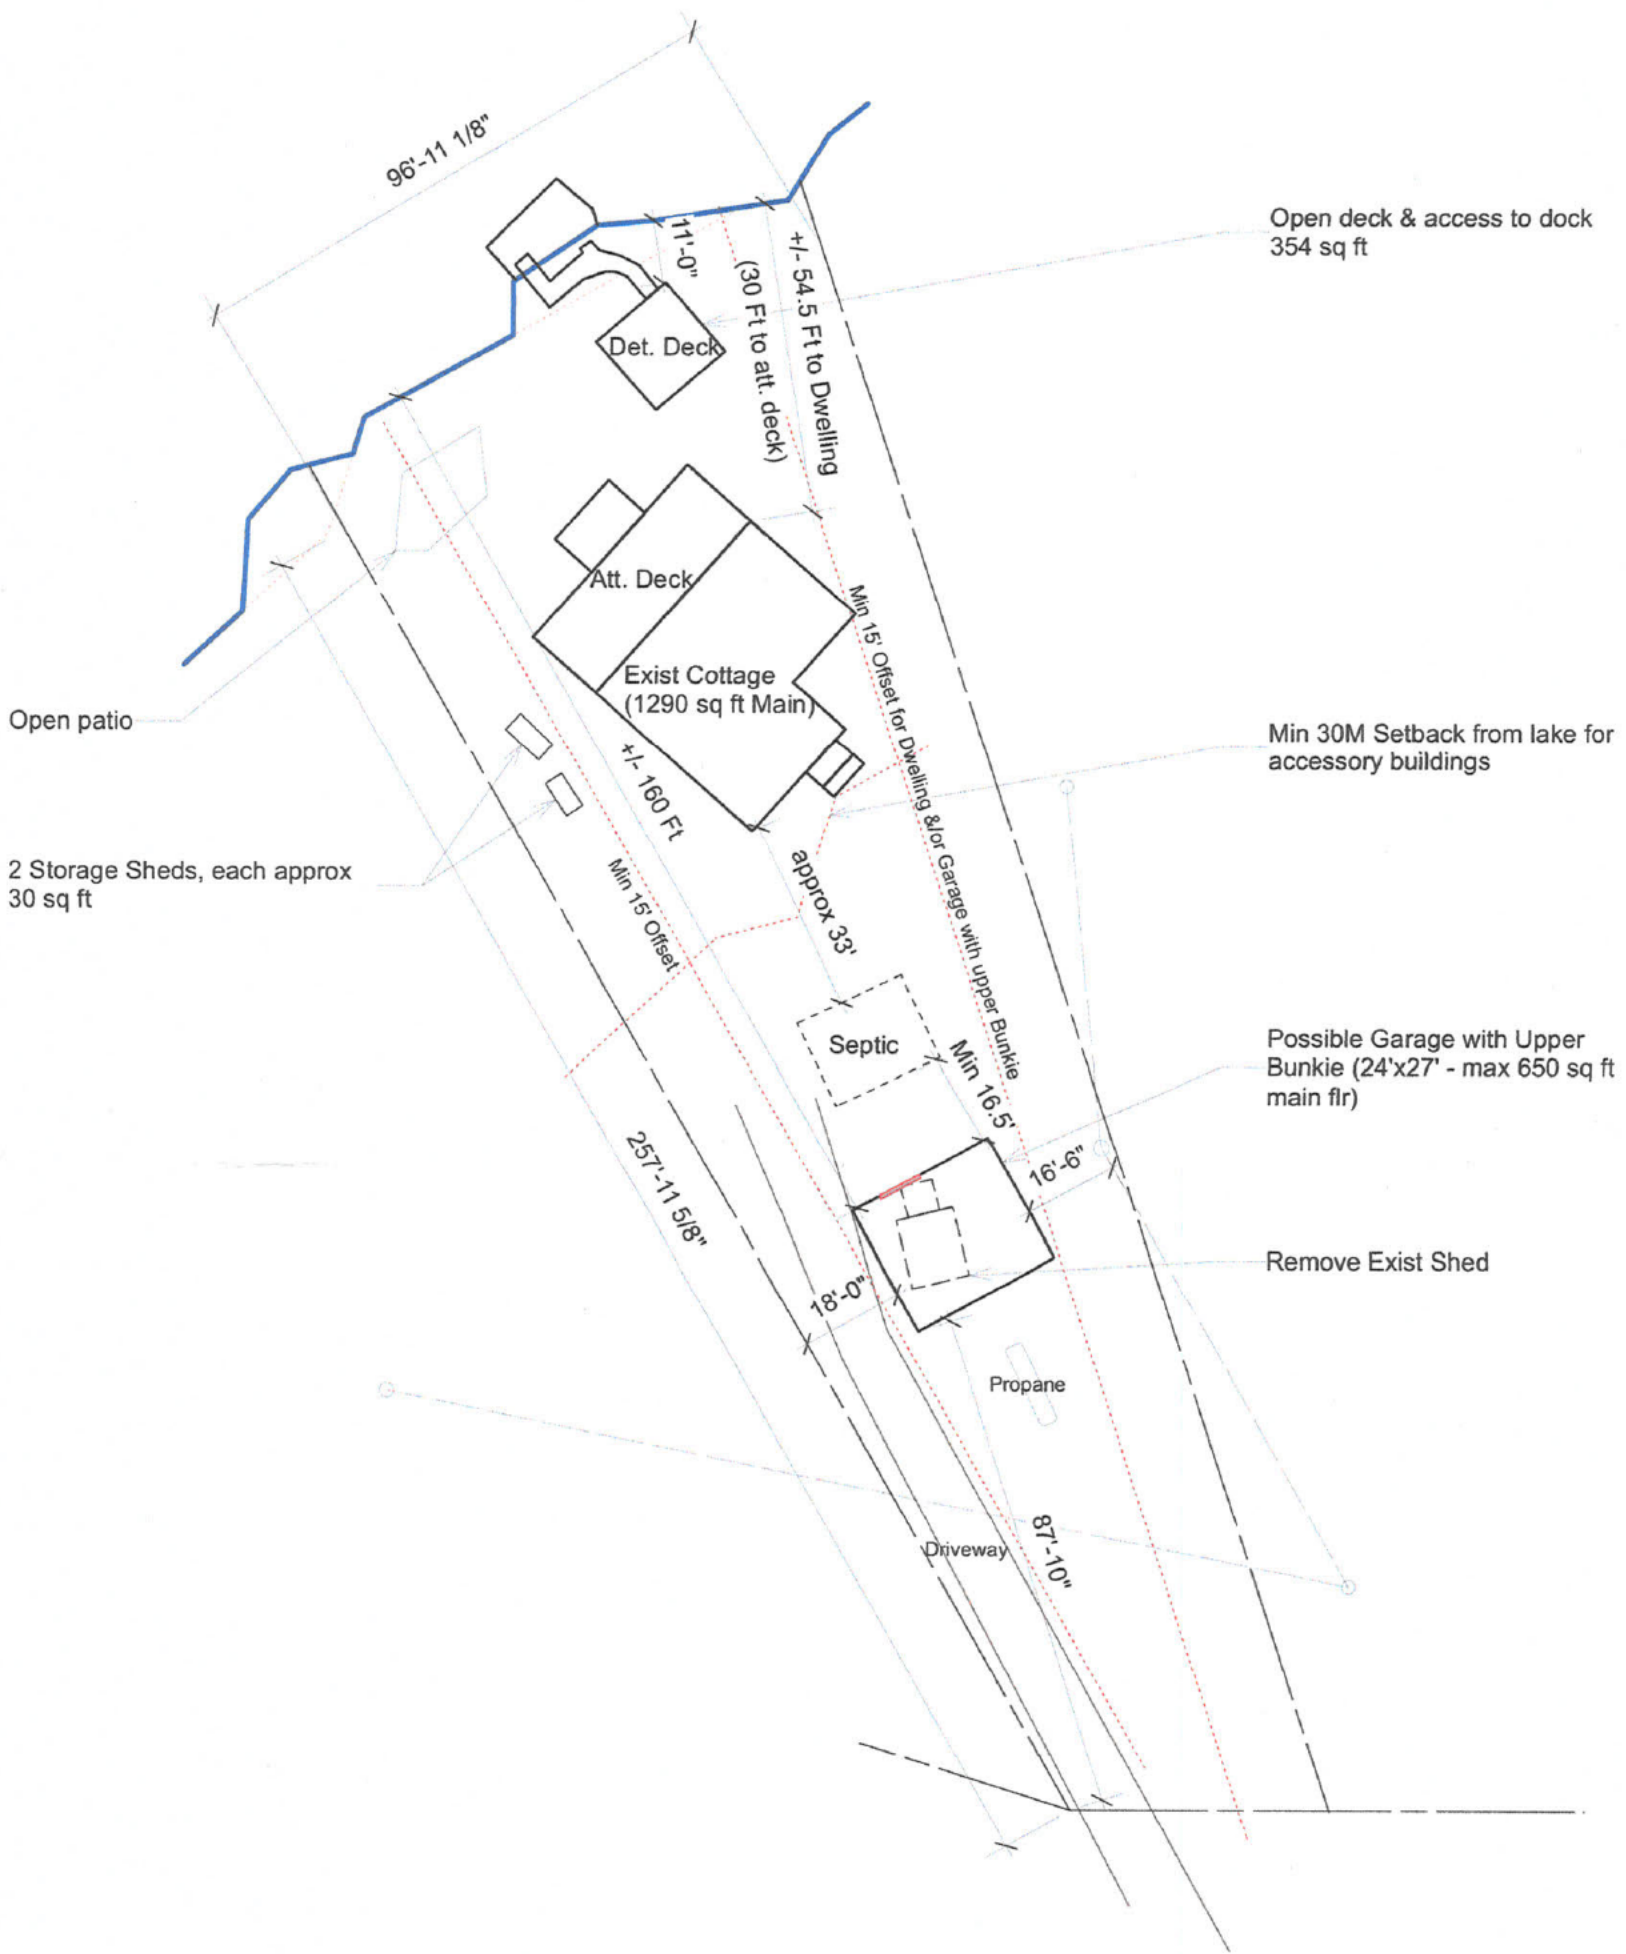 96'-11 1/8"
Open deck & access to dock
354 sq ft
11'-0"
(30 Ft to att. deck)
+/- 54.5 Ft to Dwelling
Det. Deck
Att. Deck
Exist Cottage
(1290 sq ft Main)
Min 15' Offset for Dwelling &/or Garage with upper Bunkie
Open patio
Min 30M Setback from lake for
accessory buildings
+/- 160 Ft
2 Storage Sheds, each approx
30 sq ft
Min 15' Offset
approx 33'
Septic
Min 16.5'
Possible Garage with Upper
Bunkie (24'x27' - max 650 sq ft
main flr)
257'-11 5/8"
16'-6"
Remove Exist Shed
18'-0"
Propane
Driveway
87'-10"